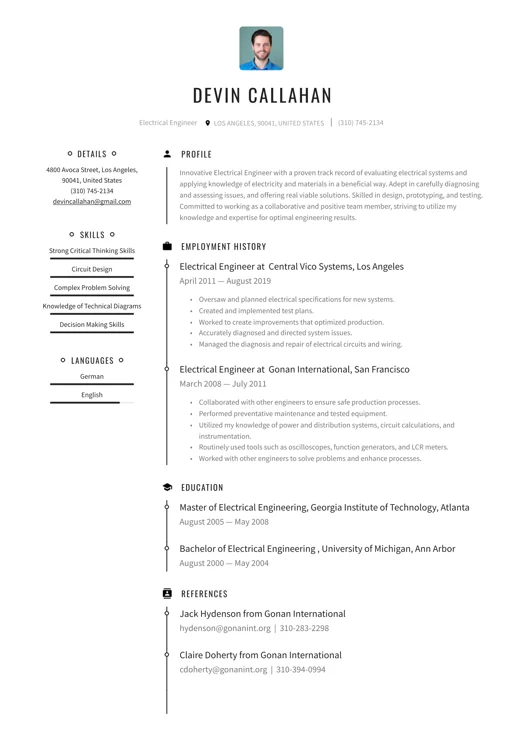 DEVIN CALLAHAN
Electrical Engineer LOS ANGELES, 90041, UNITED STATES | (310) 745-2134
DETAILS
4800 Avoca Street, Los Angeles,
90041, United States
(310) 745-2134
devincallahan@gmail.com
SKILLS
Strong Critical Thinking Skills
Circuit Design
Complex Problem Solving
Knowledge of Technical Diagrams
Decision Making Skills
LANGUAGES
German
English
PROFILE
Innovative Electrical Engineer with a proven track record of evaluating electrical systems and
applying knowledge of electricity and materials in a beneficial way. Adept in carefully diagnosing
and assessing issues, and offering real viable solutions. Skilled in design, prototyping, and testing.
Committed to working as a collaborative and positive team member, striving to utilize my
knowledge and expertise for optimal engineering results.
EMPLOYMENT HISTORY
Electrical Engineer at Central Vico Systems, Los Angeles
April 2011 — August 2019
• Oversaw and planned electrical specifications for new systems.
• Created and implemented test plans.
• Worked to create improvements that optimized production.
• Accurately diagnosed and directed system issues.
• Managed the diagnosis and repair of electrical circuits and wiring.
Electrical Engineer at Gonan International, San Francisco
March 2008 — July 2011
• Collaborated with other engineers to ensure safe production processes.
• Performed preventative maintenance and tested equipment.
• Utilized my knowledge of power and distribution systems, circuit calculations, and
instrumentation.
• Routinely used tools such as oscilloscopes, function generators, and LCR meters.
• Worked with other engineers to solve problems and enhance processes.
EDUCATION
Master of Electrical Engineering, Georgia Institute of Technology, Atlanta
August 2005 — May 2008
Bachelor of Electrical Engineering , University of Michigan, Ann Arbor
August 2000 — May 2004
REFERENCES
Jack Hydenson from Gonan International
hydenson@gonanint.org | 310-283-2298
Claire Doherty from Gonan International
cdoherty@gonanint.org | 310-394-0994